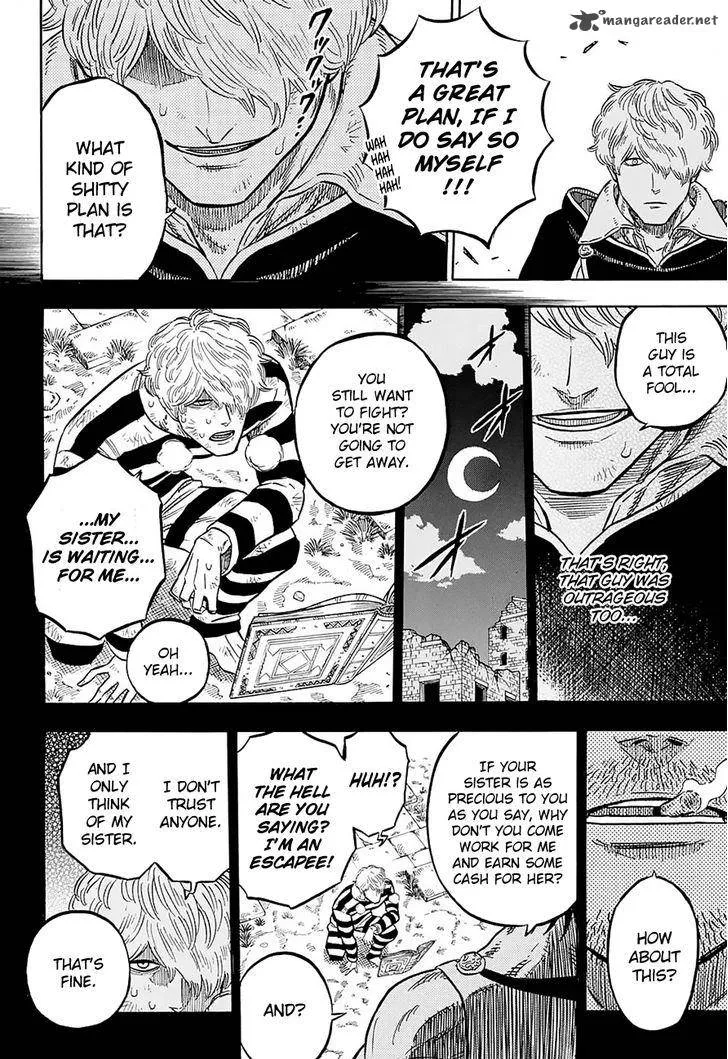 mangareader.net
THAT'S
A GREAT
PLAN, IF I
DO SAY SO
MYSELF
!!!
WAH
HAH
HAH
HAH
HAH!
WHAT
KIND OF
SHITTY
PLAN IS
THAT?
THIS
GUY IS
A TOTAL
FOOL...
THAT'S RIGHT,
THAT GUY WAS
OUTRAGEOUS
TOO...
YOU
STILL WANT
TO FIGHT?
YOU'RE NOT
GOING TO
GET AWAY.
...MY
SISTER...
IS WAITING...
FOR ME...
OH
YEAH...
HOW
ABOUT
THIS?
IF YOUR
SISTER IS AS
PRECIOUS TO YOU
AS YOU SAY, WHY
DON'T YOU COME
WORK FOR ME
AND EARN SOME
CASH FOR HER?
HUH!?
WHAT
THE HELL
ARE YOU
SAYING?
I'M AN
ESCAPEE!
AND?
I DON'T
TRUST
ANYONE.
AND I
ONLY
THINK
OF MY
SISTER.
THAT'S
FINE.